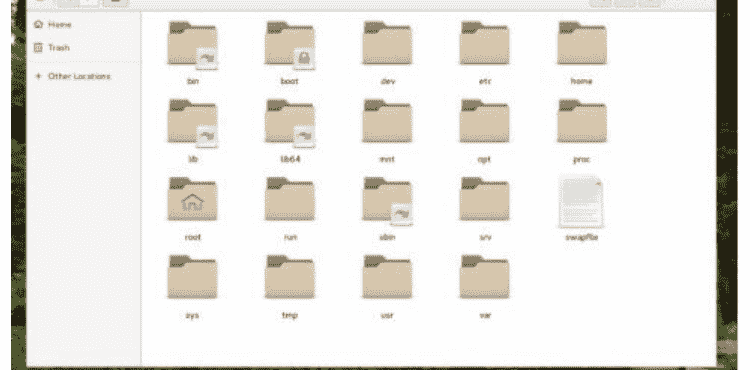 Home
Trash
+ Other Locations
bin boot dev etc home
lib lib64 mnt opt proc
root run sbin srv swapfile
sys tmp usr var